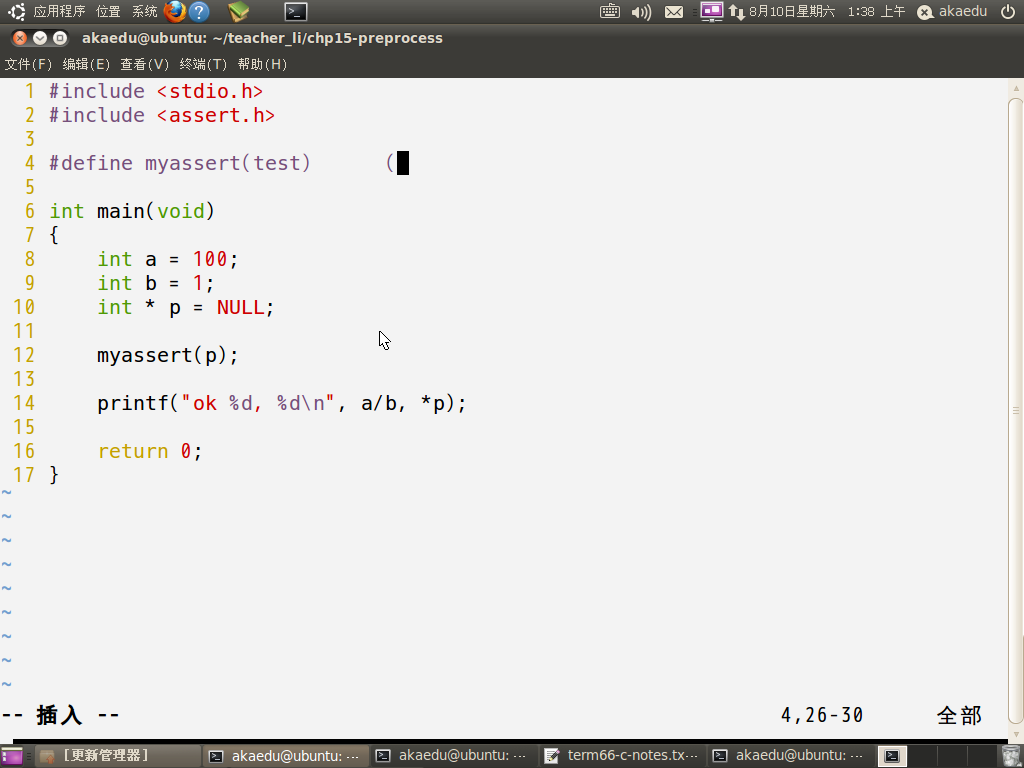 应用程序 位置 系统 8月10日星期六 1:38 上午 akaedu
akaedu@ubuntu: ~/teacher_li/chp15-preprocess
文件(F) 编辑(E) 查看(V) 终端(T) 帮助(H)
1 #include <stdio.h>
2 #include <assert.h>
3
4 #define myassert(test)      (
5
6 int main(void)
7 {
8     int a = 100;
9     int b = 1;
10     int * p = NULL;
11
12     myassert(p);
13
14     printf("ok %d, %d\n", a/b, *p);
15
16     return 0;
17 }
~
~
~
~
~
~
~
~
~
-- 插入 -- 4,26-30 全部
[更新管理器] akaedu@ubuntu: ... akaedu@ubuntu: ... term66-c-notes.tx... akaedu@ubuntu: ...